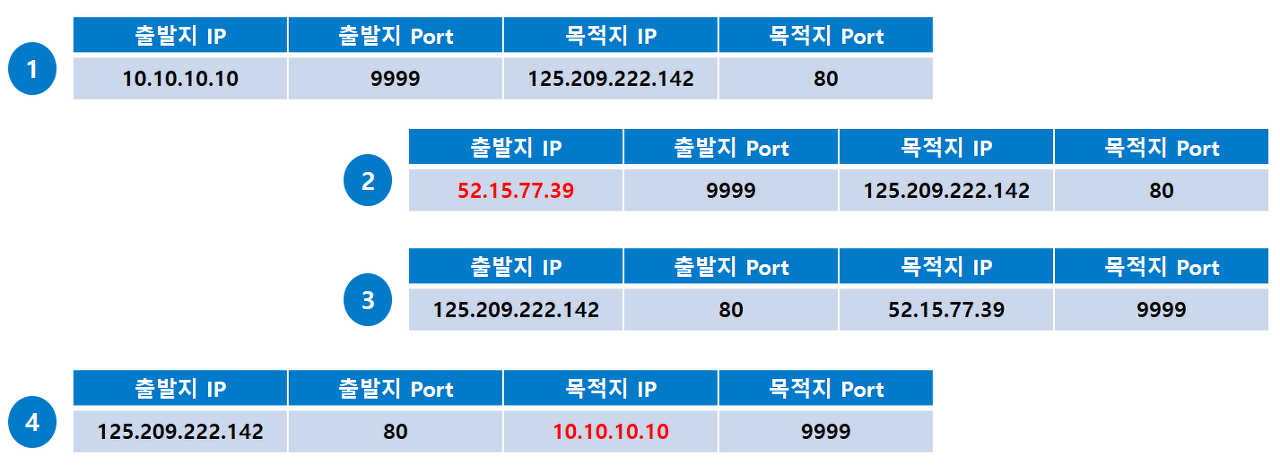 출발지 IP 출발지 Port 목적지 IP 목적지 Port
1
10.10.10.10 9999 125.209.222.142 80
출발지 IP 출발지 Port 목적지 IP 목적지 Port
2
52.15.77.39 9999 125.209.222.142 80
출발지 IP 출발지 Port 목적지 IP 목적지 Port
3
125.209.222.142 80 52.15.77.39 9999
출발지 IP 출발지 Port 목적지 IP 목적지 Port
4
125.209.222.142 80 10.10.10.10 9999